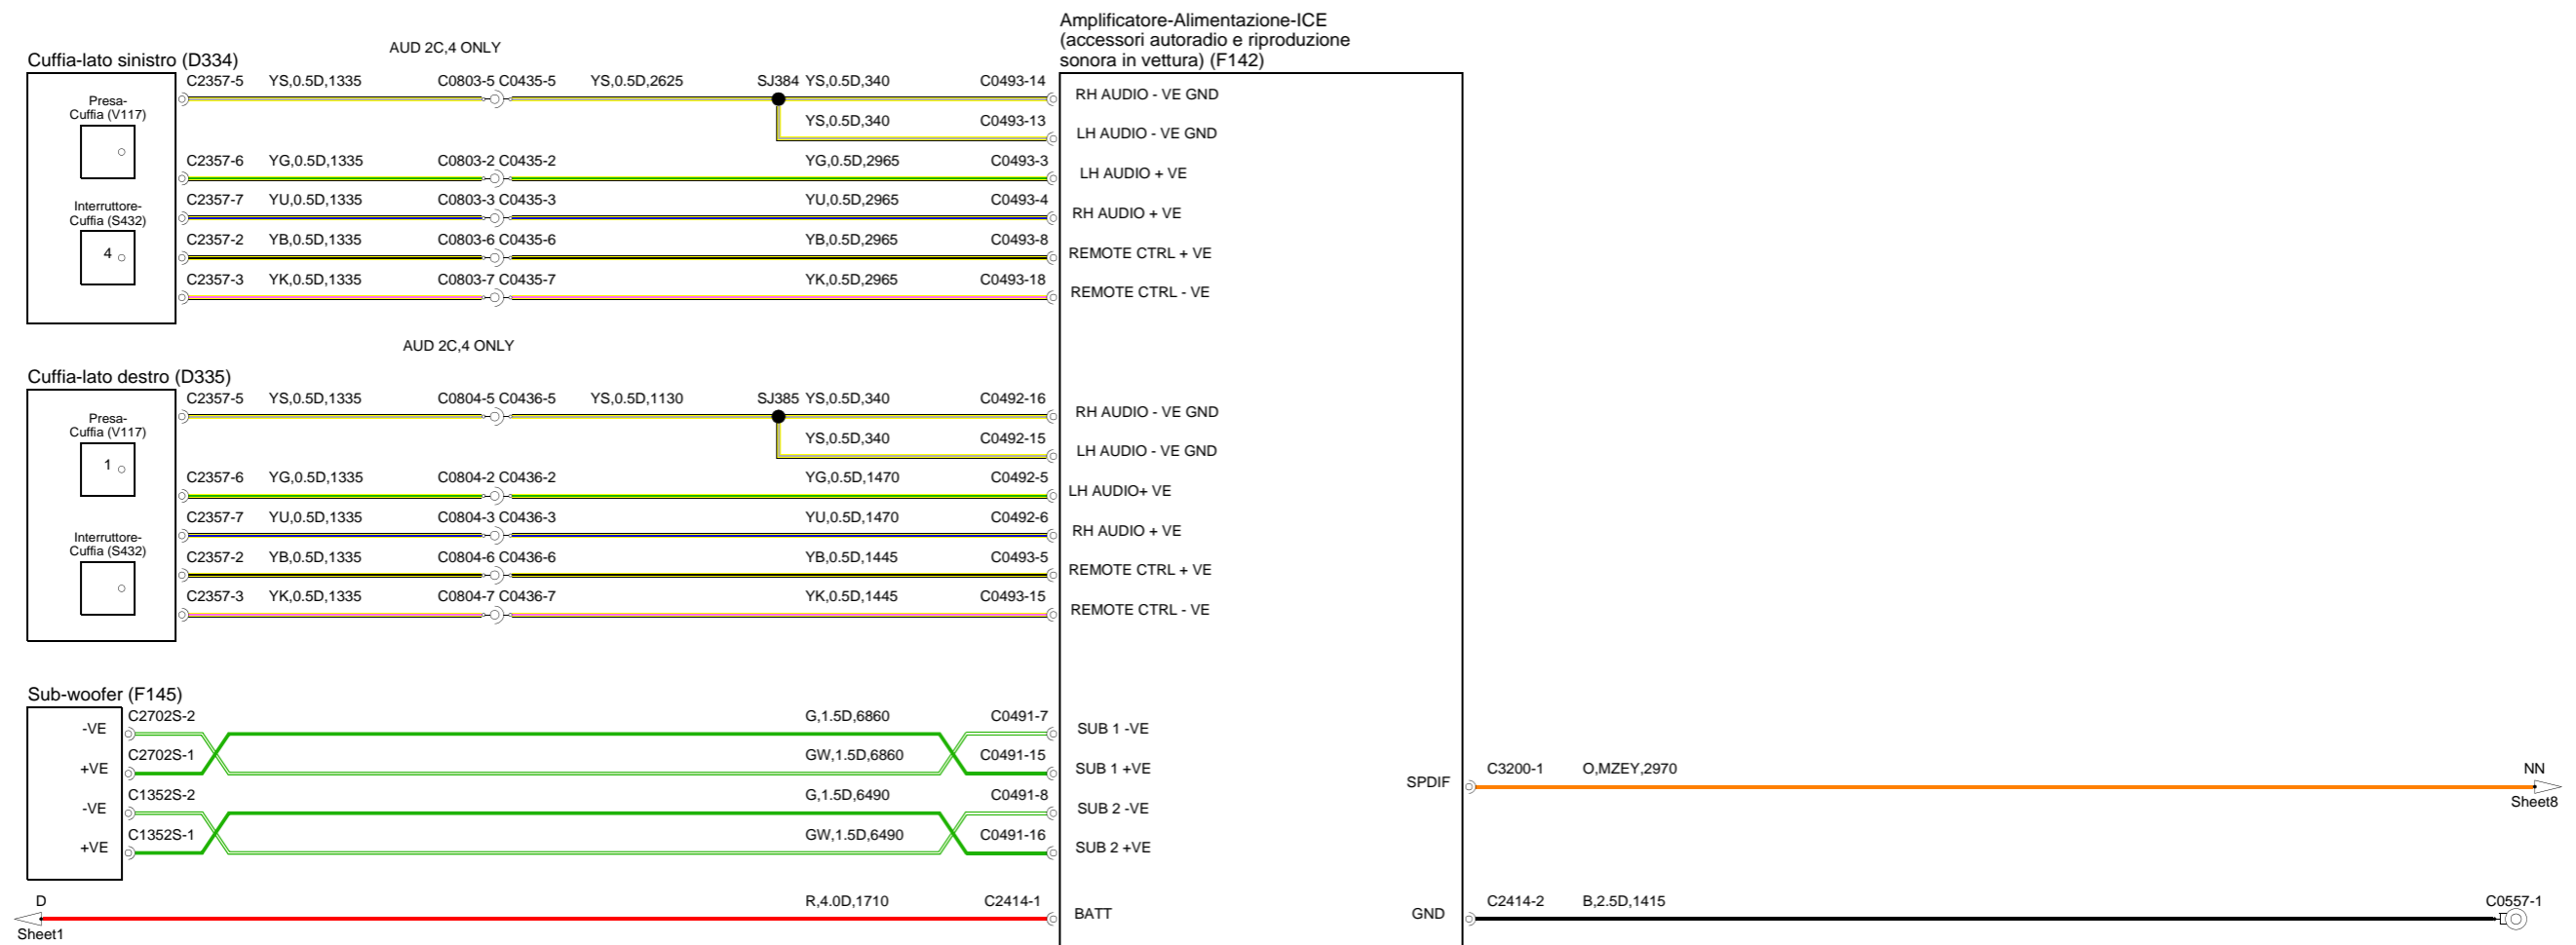 Amplificatore-Alimentazione-ICE
(accessori autoradio e riproduzione
sonora in vettura) (F142)
AUD 2C,4 ONLY
Cuffia-lato sinistro (D334)
C2357-5 YS,0.5D,1335 C0803-5 C0435-5 YS,0.5D,2625 SJ384 YS,0.5D,340 C0493-14 RH AUDIO - VE GND
Presa-
Cuffia (V117)
YS,0.5D,340 C0493-13 LH AUDIO - VE GND
C2357-6 YG,0.5D,1335 C0803-2 C0435-2 YG,0.5D,2965 C0493-3 LH AUDIO + VE
Interruttore-
Cuffia (S432)
C2357-7 YU,0.5D,1335 C0803-3 C0435-3 YU,0.5D,2965 C0493-4 RH AUDIO + VE
C2357-2 YB,0.5D,1335 C0803-6 C0435-6 YB,0.5D,2965 C0493-8 REMOTE CTRL + VE
4
C2357-3 YK,0.5D,1335 C0803-7 C0435-7 YK,0.5D,2965 C0493-18 REMOTE CTRL - VE
AUD 2C,4 ONLY
Cuffia-lato destro (D335)
C2357-5 YS,0.5D,1335 C0804-5 C0436-5 YS,0.5D,1130 SJ385 YS,0.5D,340 C0492-16 RH AUDIO - VE GND
Presa-
Cuffia (V117)
YS,0.5D,340 C0492-15 LH AUDIO - VE GND
1
C2357-6 YG,0.5D,1335 C0804-2 C0436-2 YG,0.5D,1470 C0492-5 LH AUDIO+ VE
C2357-7 YU,0.5D,1335 C0804-3 C0436-3 YU,0.5D,1470 C0492-6 RH AUDIO + VE
Interruttore-
Cuffia (S432)
C2357-2 YB,0.5D,1335 C0804-6 C0436-6 YB,0.5D,1445 C0493-5 REMOTE CTRL + VE
C2357-3 YK,0.5D,1335 C0804-7 C0436-7 YK,0.5D,1445 C0493-15 REMOTE CTRL - VE
Sub-woofer (F145)
-VE C2702S-2 G,1.5D,6860 C0491-7 SUB 1 -VE
+VE C2702S-1 GW,1.5D,6860 C0491-15 SUB 1 +VE
SPDIF C3200-1 O,MZEY,2970 NN
Sheet8
-VE C1352S-2 G,1.5D,6490 C0491-8 SUB 2 -VE
+VE C1352S-1 GW,1.5D,6490 C0491-16 SUB 2 +VE
D R,4.0D,1710 C2414-1 BATT GND C2414-2 B,2.5D,1415 C0557-1
Sheet1